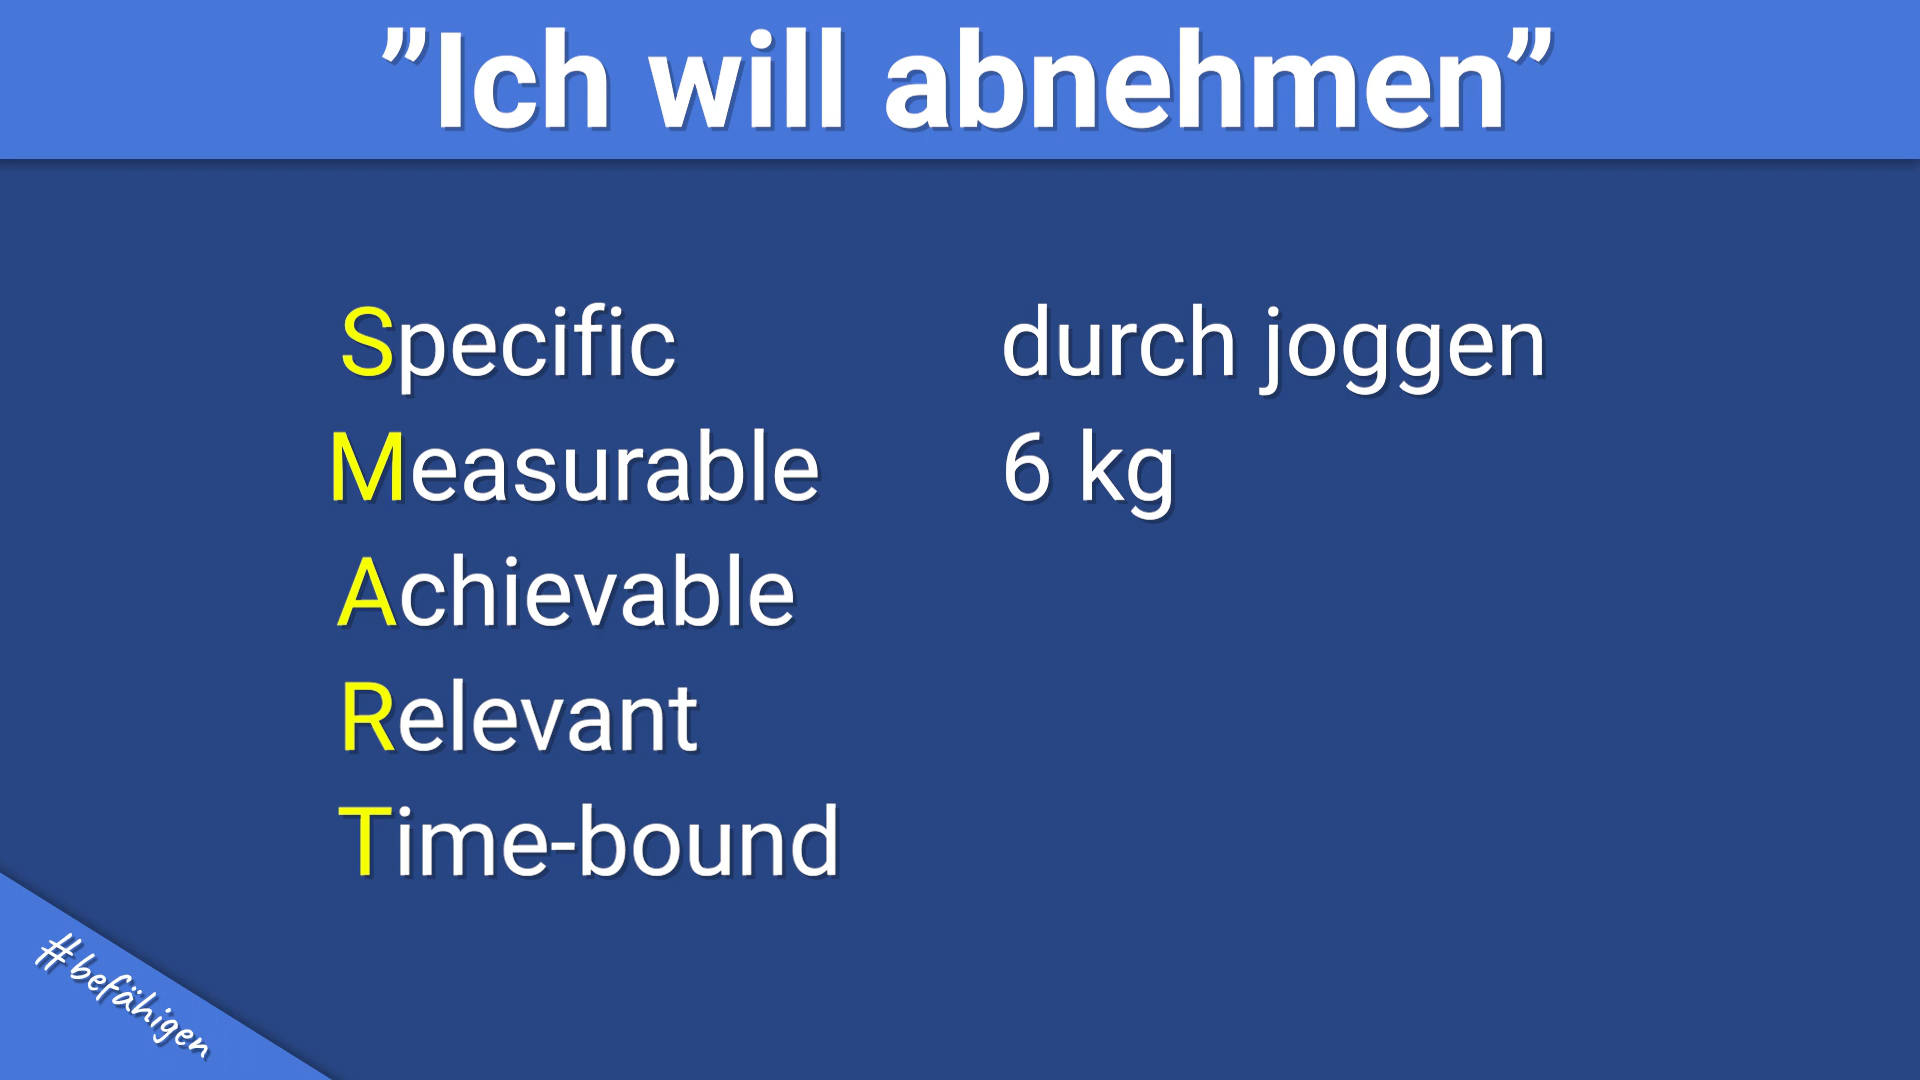 ”Ich will abnehmen”
Specific durch joggen
Measurable 6 kg
Achievable
Relevant
Time-bound
#befähigen